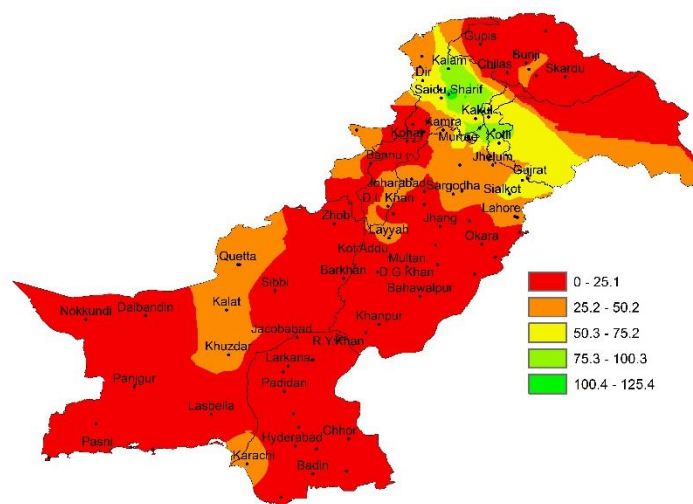 Gupis
Kalam
Bunji
Chilas
Skardu
Dir
Saidu Sharif
Kakul
Kamra
Kohat
Murree
Kotli
Bannu
Jhelum
Gujrat
Joharabad
Sargodha
Sialkot
D I Khan
Lahore
Zhob
Jhang
Layyah
Okara
Kot Addu
Quetta
Multan
Barkhan
D G Khan
Sibbi
Bahawalpur
Kalat
Nokkundi
Dalbandin
Khanpur
Jacobabad
R Y Khan
Khuzdar
Larkana
Panjgur
Padidan
Lasbella
Chhor
Pasni
Hyderabad
Karachi
Badin
0 - 25.1
25.2 - 50.2
50.3 - 75.2
75.3 - 100.3
100.4 - 125.4